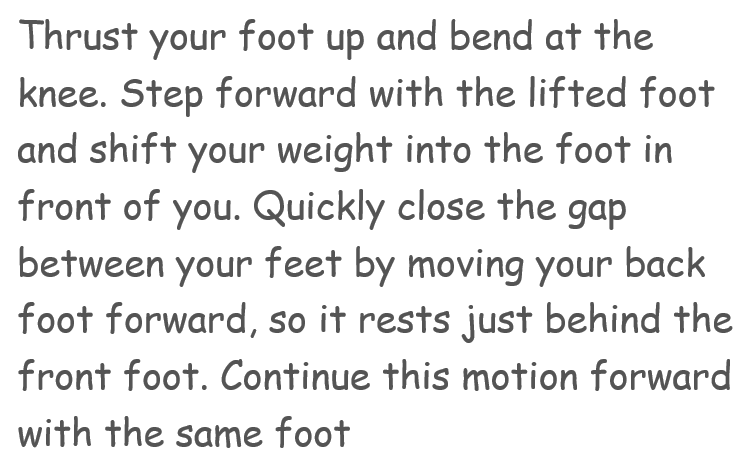 Thrust your foot up and bend at the
knee. Step forward with the lifted foot
and shift your weight into the foot in
front of you. Quickly close the gap
between your feet by moving your back
foot forward, so it rests just behind the
front foot. Continue this motion forward
with the same foot